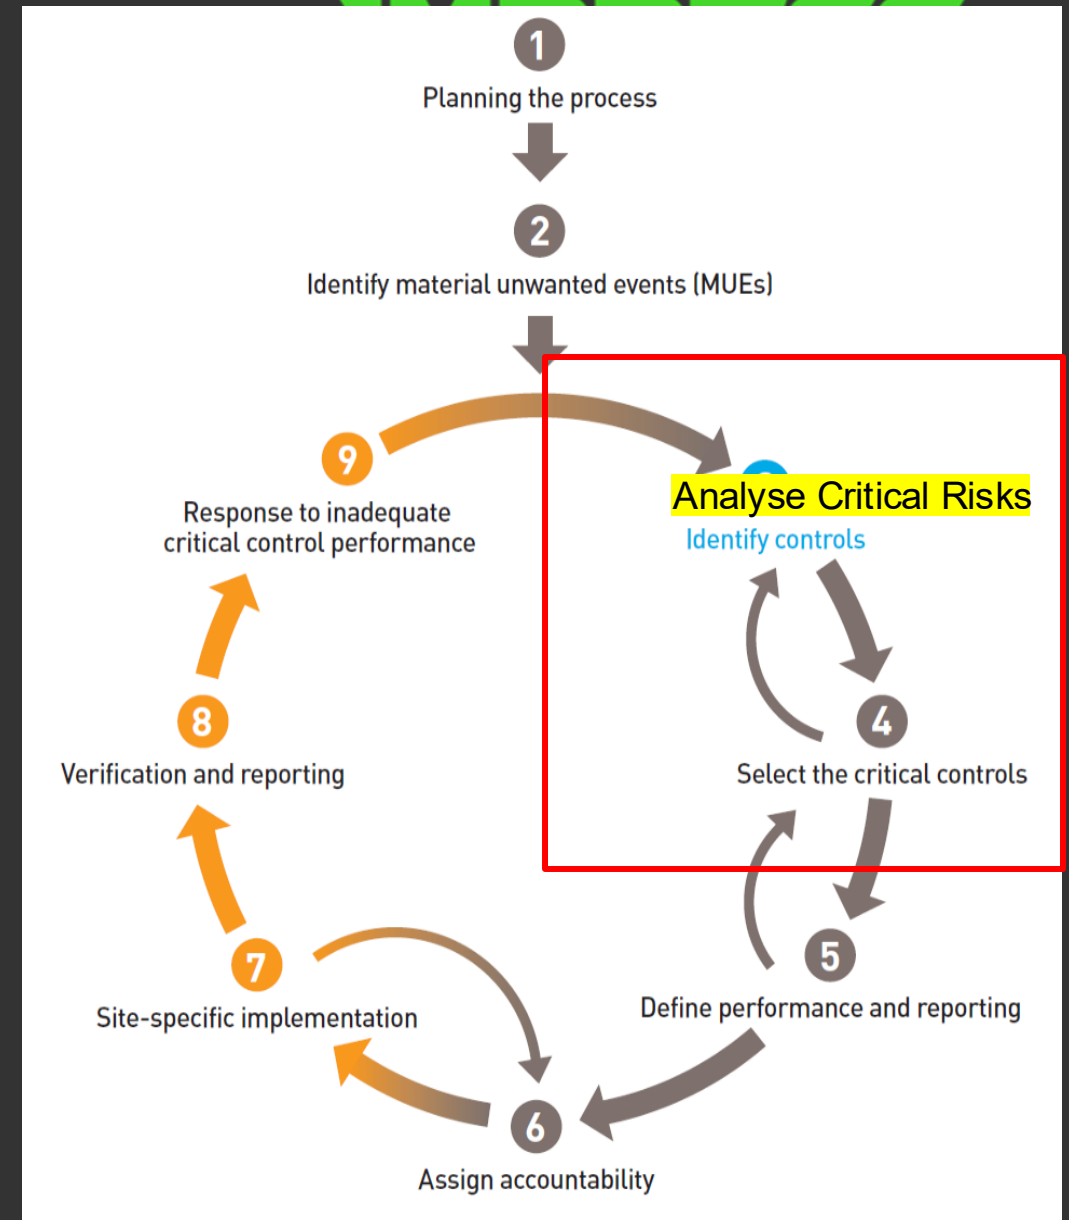 1
Planning the process
2
Identify material unwanted events (MUEs)
9
Response to inadequate
critical control performance
Analyse Critical Risks
Identify controls
8
Verification and reporting
4
Select the critical controls
7
Site-specific implementation
5
Define performance and reporting
6
Assign accountability